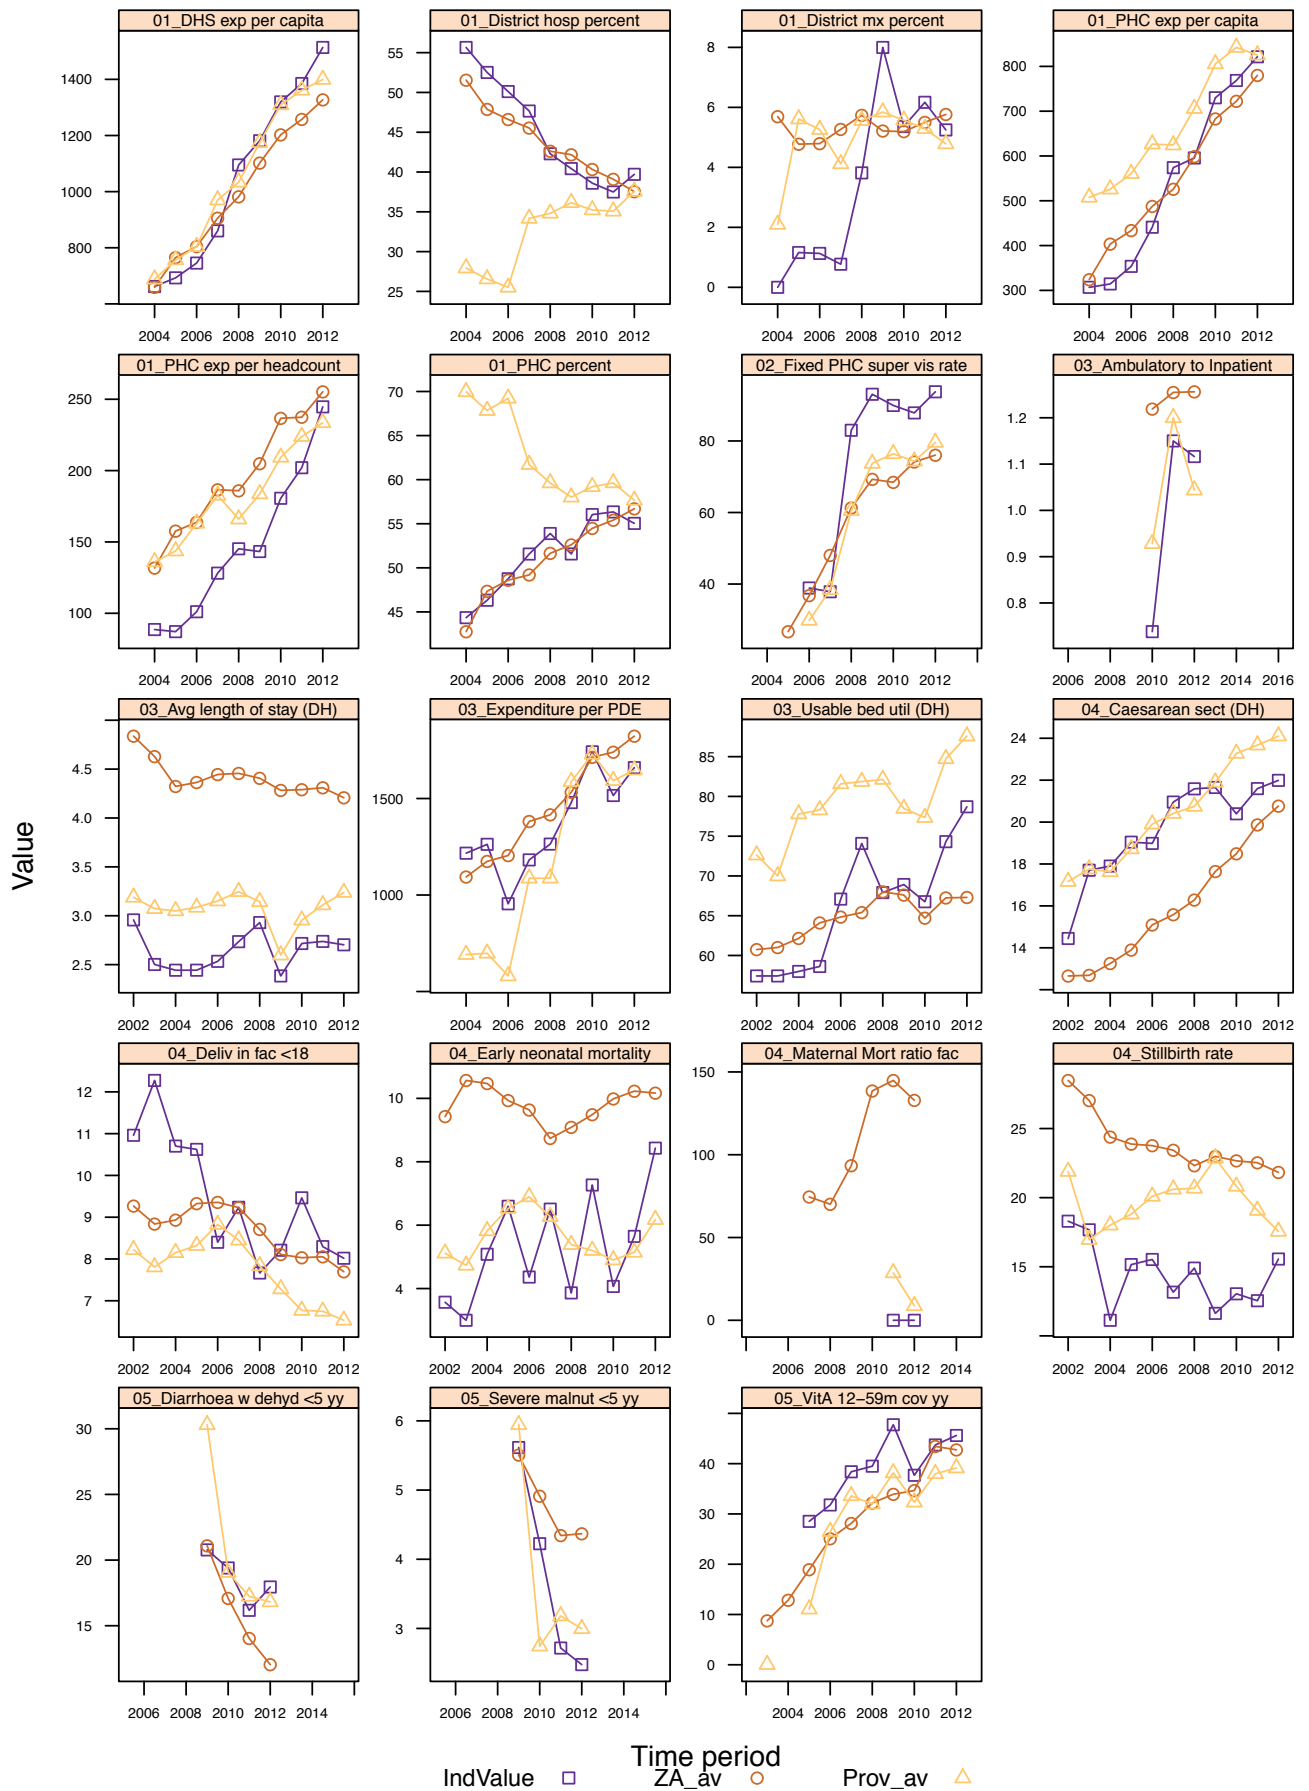 01_DHS exp per capita
01_District hosp percent
01_District mx percent
01_PHC exp per capita
1400
1200
1000
800
2004 2006 2008 2010 2012
55
50
45
40
35
30
25
2004 2006 2008 2010 2012
8
6
4
2
0
2004 2006 2008 2010 2012
800
700
600
500
400
300
2004 2006 2008 2010 2012
01_PHC exp per headcount
01_PHC percent
02_Fixed PHC super vis rate
03_Ambulatory to Inpatient
250
200
150
100
2004 2006 2008 2010 2012
70
65
60
55
50
45
2004 2006 2008 2010 2012
80
60
40
2004 2006 2008 2010 2012
1.2
1.1
1.0
0.9
0.8
2006 2008 2010 2012 2014 2016
03_Avg length of stay (DH)
03_Expenditure per PDE
03_Usable bed util (DH)
04_Caesarean sect (DH)
4.5
4.0
3.5
3.0
2.5
2002 2004 2006 2008 2010 2012
1500
1000
2004 2006 2008 2010 2012
85
80
75
70
65
60
2002 2004 2006 2008 2010 2012
24
22
20
18
16
14
2002 2004 2006 2008 2010 2012
04_Deliv in fac <18
04_Early neonatal mortality
04_Maternal Mort ratio fac
04_Stillbirth rate
12
11
10
9
8
7
2002 2004 2006 2008 2010 2012
10
8
6
4
2002 2004 2006 2008 2010 2012
150
100
50
0
2006 2008 2010 2012 2014
25
20
15
2002 2004 2006 2008 2010 2012
05_Diarrhoea w dehyd <5 yy
05_Severe malnut <5 yy
05_VitA 12−59m cov yy
30
25
20
15
2006 2008 2010 2012 2014
6
5
4
3
2006 2008 2010 2012 2014
40
30
20
10
0
2004 2006 2008 2010 2012
Value
Time period
IndValue ZA_av Prov_av